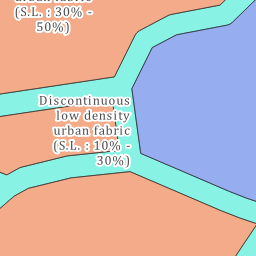 (S.L. : 30% -
50%)
Discontinuous
low density
urban fabric
(S.L. : 10% -
30%)